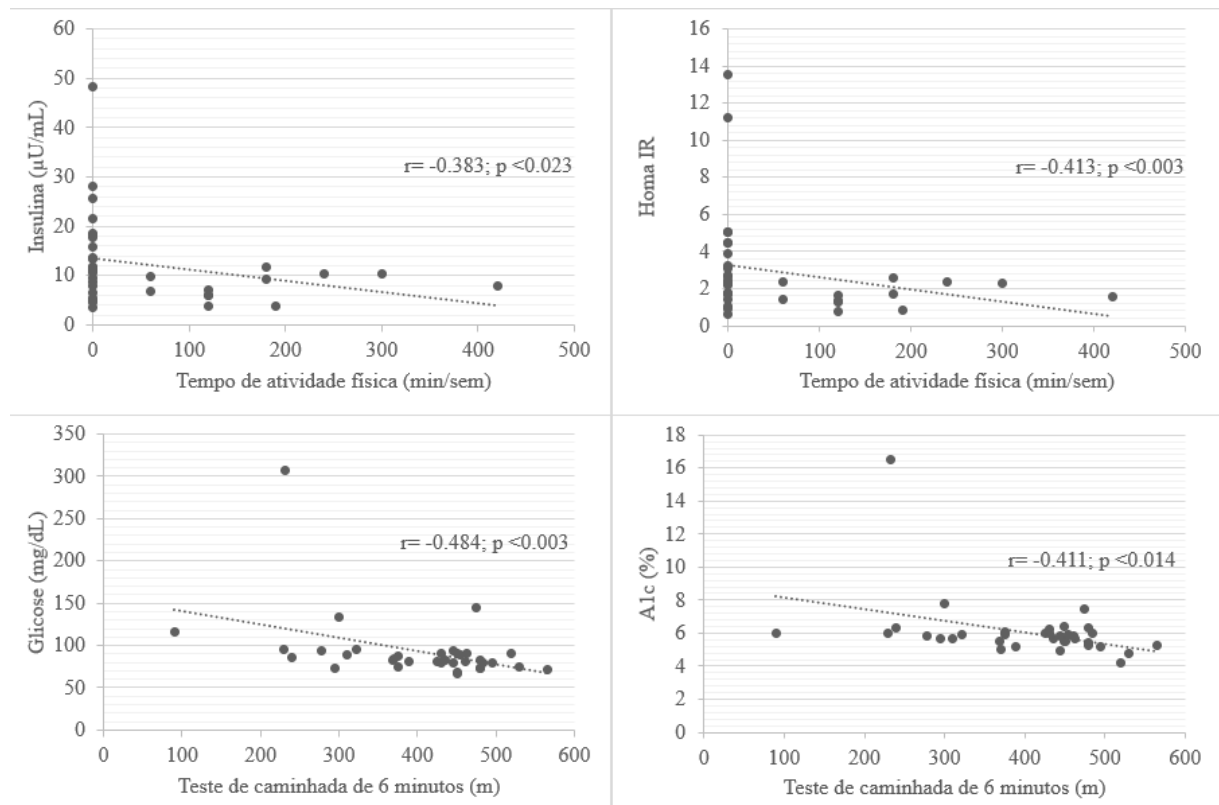 60
50
40
30
20
10
0
Insulina (µU/mL)
r= -0.383; p <0.023
0 100 200 300 400 500
Tempo de atividade física (min/sem)
16
14
12
10
8
6
4
2
0
Homa IR
r= -0.413; p <0.003
0 100 200 300 400 500
Tempo de atividade física (min/sem)
350
300
250
200
150
100
50
0
Glicose (mg/dL)
r= -0.484; p <0.003
0 100 200 300 400 500 600
Teste de caminhada de 6 minutos (m)
18
16
14
12
10
8
6
4
2
0
A1c (%)
r= -0.411; p <0.014
0 100 200 300 400 500 600
Teste de caminhada de 6 minutos (m)